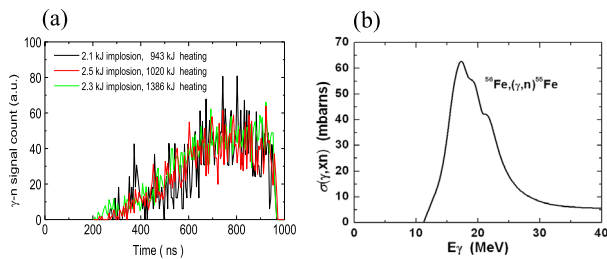 (a)
γ-n signal count (a.u.)
100
80
60
40
20
0
2.1 kJ implosion, 943 kJ heating
2.5 kJ implosion, 1020 kJ heating
2.3 kJ implosion, 1386 kJ heating
0 200 400 600 800 1000
Time ( ns )
(b)
σ(γ,xn) (mbarns)
70
60
50
40
30
20
10
0
⁵⁶Fe,(γ,n)⁵⁵Fe
0 10 20 30 40
Eγ (MeV)